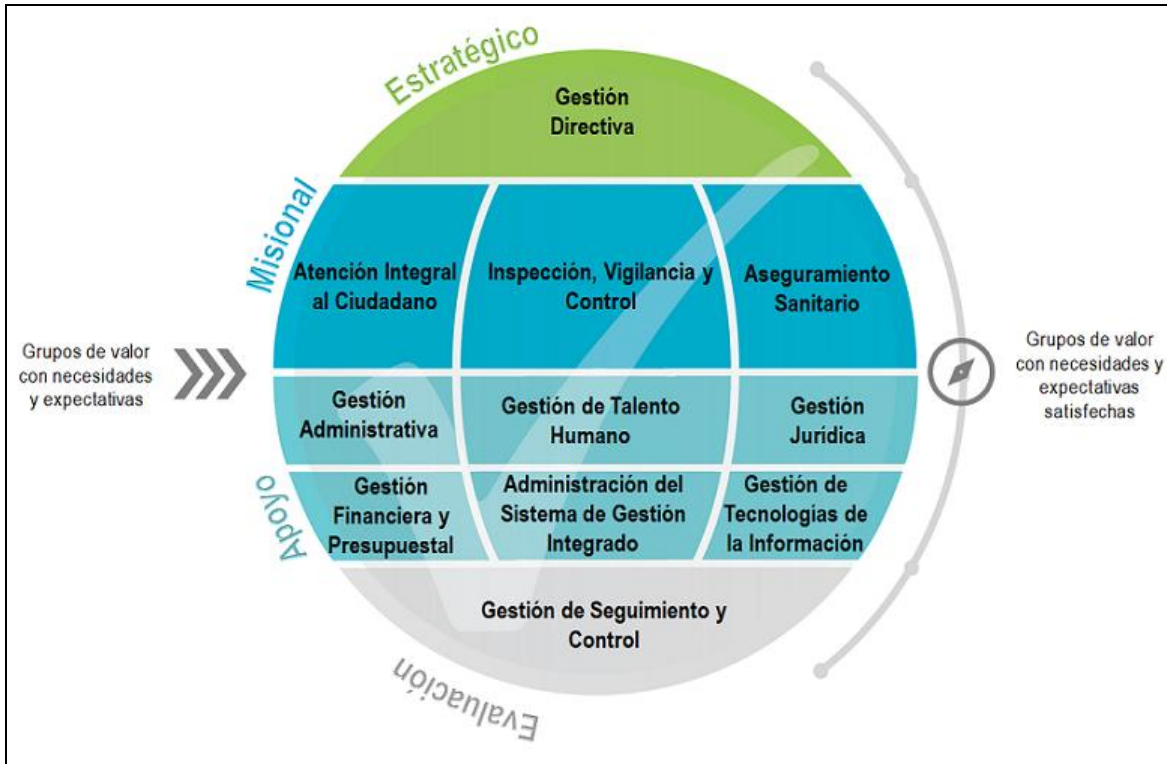 Estratégico
Gestión
Directiva
Misional
Atención Integral
al Ciudadano
Inspección, Vigilancia y
Control
Aseguramiento
Sanitario
Grupos de valor
con necesidades
y expectativas
Grupos de valor
con necesidades y
expectativas
satisfechas
Apoyo
Gestión
Administrativa
Gestión de Talento
Humano
Gestión
Jurídica
Gestión
Financiera y
Presupuestal
Administración del
Sistema de Gestión
Integrado
Gestión de
Tecnologías de
la Información
Gestión de Seguimiento y
Control
Evaluación